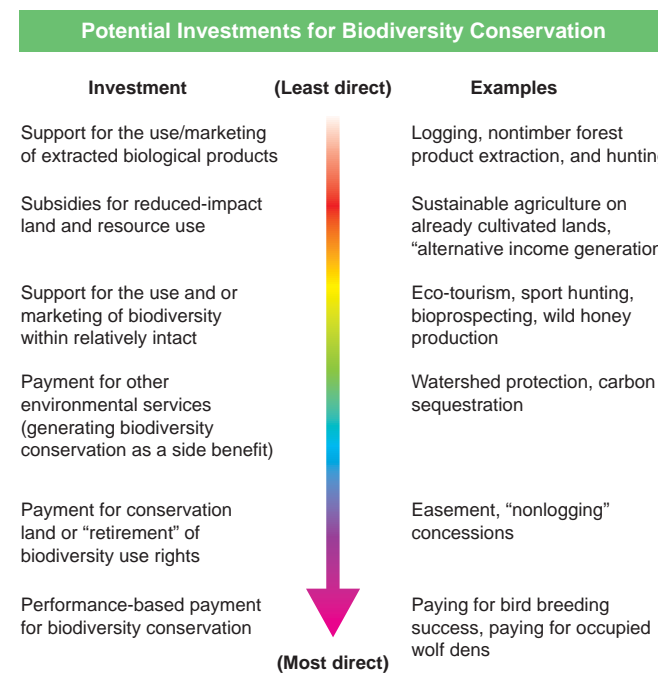 Potential Investments for Biodiversity Conservation
Investment
(Least direct)
Examples
Support for the use/marketing
of extracted biological products
Logging, nontimber forest
product extraction, and huntin
Subsidies for reduced-impact
land and resource use
Sustainable agriculture on
already cultivated lands,
“alternative income generation
Support for the use and or
marketing of biodiversity
within relatively intact
Eco-tourism, sport hunting,
bioprospecting, wild honey
production
Payment for other
environmental services
(generating biodiversity
conservation as a side benefit)
Watershed protection, carbon
sequestration
Payment for conservation
land or “retirement” of
biodiversity use rights
Easement, “nonlogging”
concessions
Performance-based payment
for biodiversity conservation
Paying for bird breeding
success, paying for occupied
wolf dens
(Most direct)